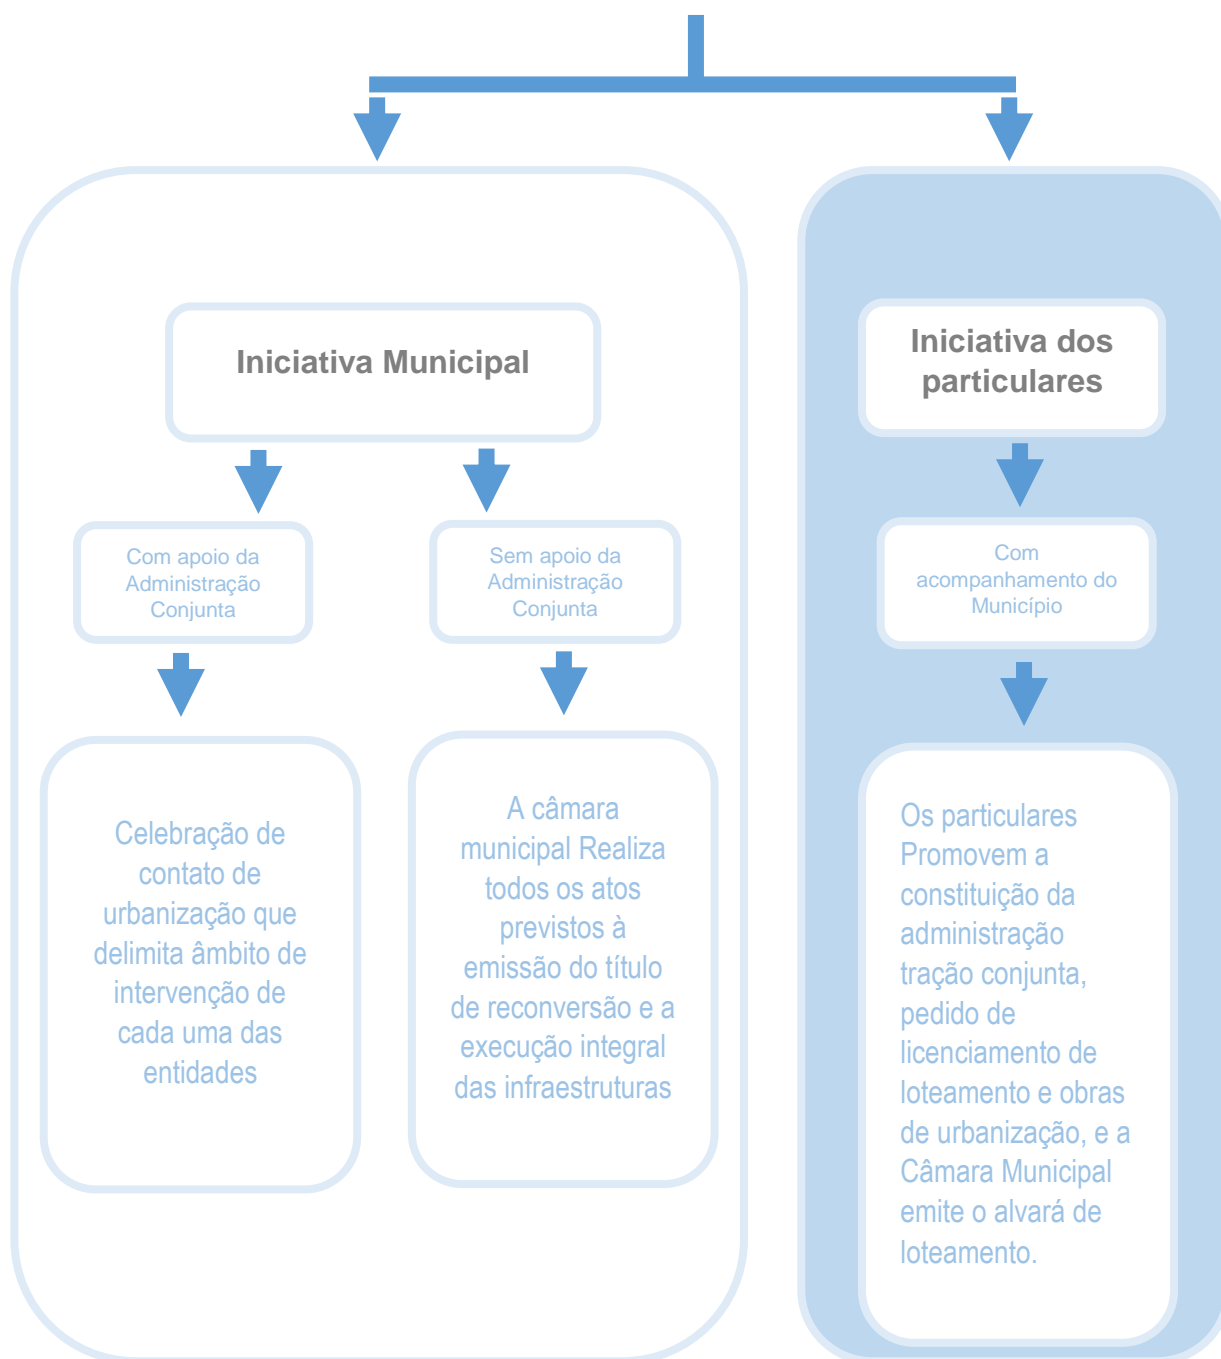 Iniciativa Municipal
Com apoio da
Administração
Conjunta
Sem apoio da
Administração
Conjunta
Celebração de
contato de
urbanização que
delimita âmbito de
intervenção de
cada uma das
entidades
A câmara
municipal Realiza
todos os atos
previstos à
emissão do título
de reconversão e a
execução integral
das infraestruturas
Iniciativa dos
particulares
Com
acompanhamento do
Município
Os particulares
Promovem a
constituição da
administração
tração conjunta,
pedido de
licenciamento de
loteamento e obras
de urbanização, e a
Câmara Municipal
emite o alvará de
loteamento.